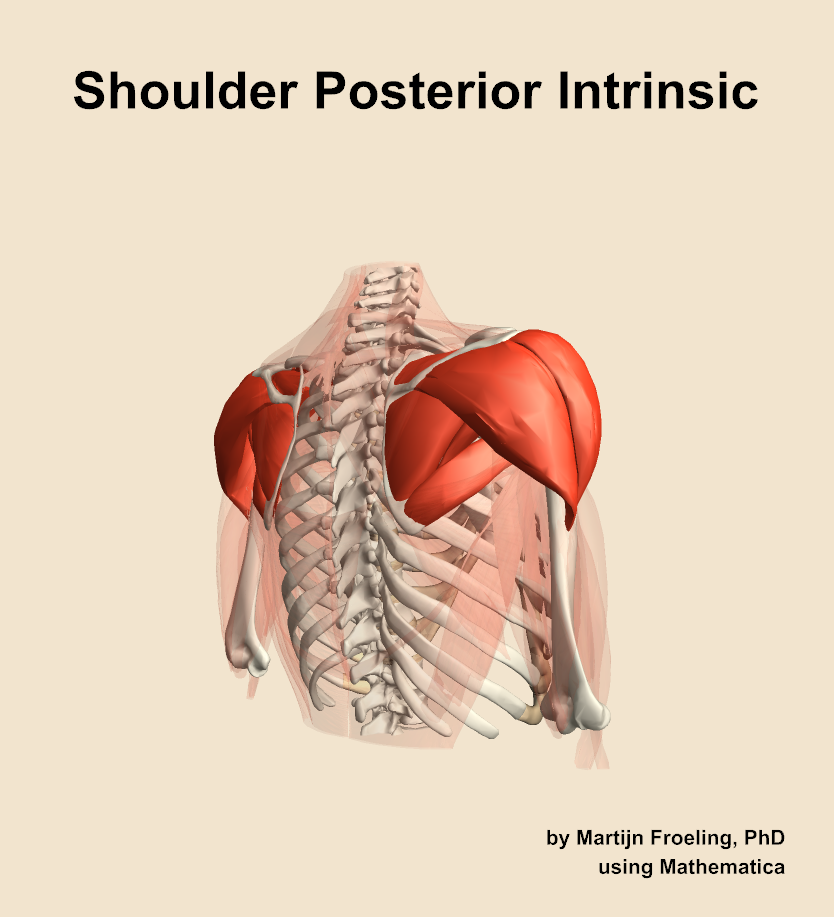 Shoulder Posterior Intrinsic
by Martijn Froeling, PhD
using Mathematica